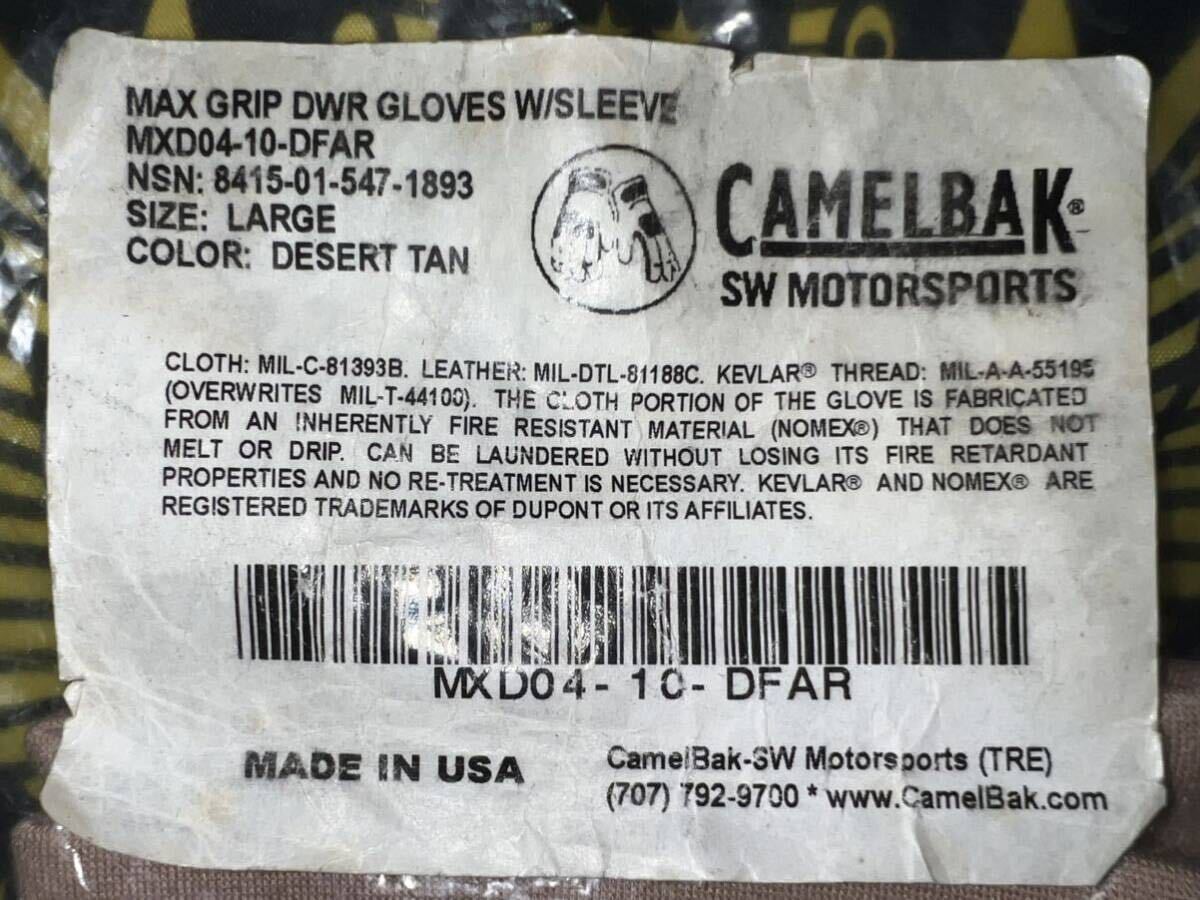 MAX GRIP DWR GLOVES W/SLEEVE
MXD04-10-DFAR
NSN: 8415-01-547-1893
SIZE: LARGE
COLOR: DESERT TAN
CAMELBAK®
SW MOTORSPORTS
CLOTH: MIL-C-81393B. LEATHER: MIL-DTL-81188C. KEVLAR® THREAD: MIL-A-A-55195
(OVERWRITES MIL-T-44100). THE CLOTH PORTION OF THE GLOVE IS FABRICATED
FROM AN INHERENTLY FIRE RESISTANT MATERIAL (NOMEX®) THAT DOES NOT
MELT OR DRIP. CAN BE LAUNDERED WITHOUT LOSING ITS FIRE RETARDANT
PROPERTIES AND NO RE-TREATMENT IS NECESSARY. KEVLAR® AND NOMEX® ARE
REGISTERED TRADEMARKS OF DUPONT OR ITS AFFILIATES.
MXD04-10-DFAR
MADE IN USA
CamelBak-SW Motorsports (TRE)
(707) 792-9700 * www.CamelBak.com